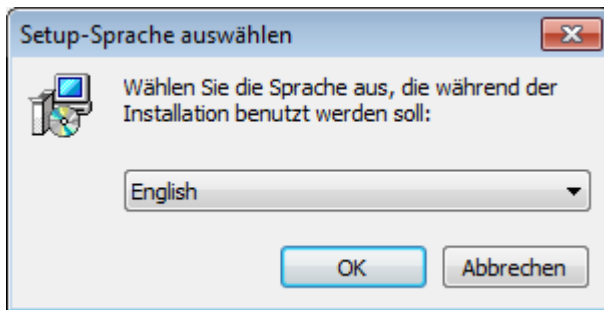 Setup-Sprache auswählen
Wählen Sie die Sprache aus, die während der
Installation benutzt werden soll:
English
OK
Abbrechen